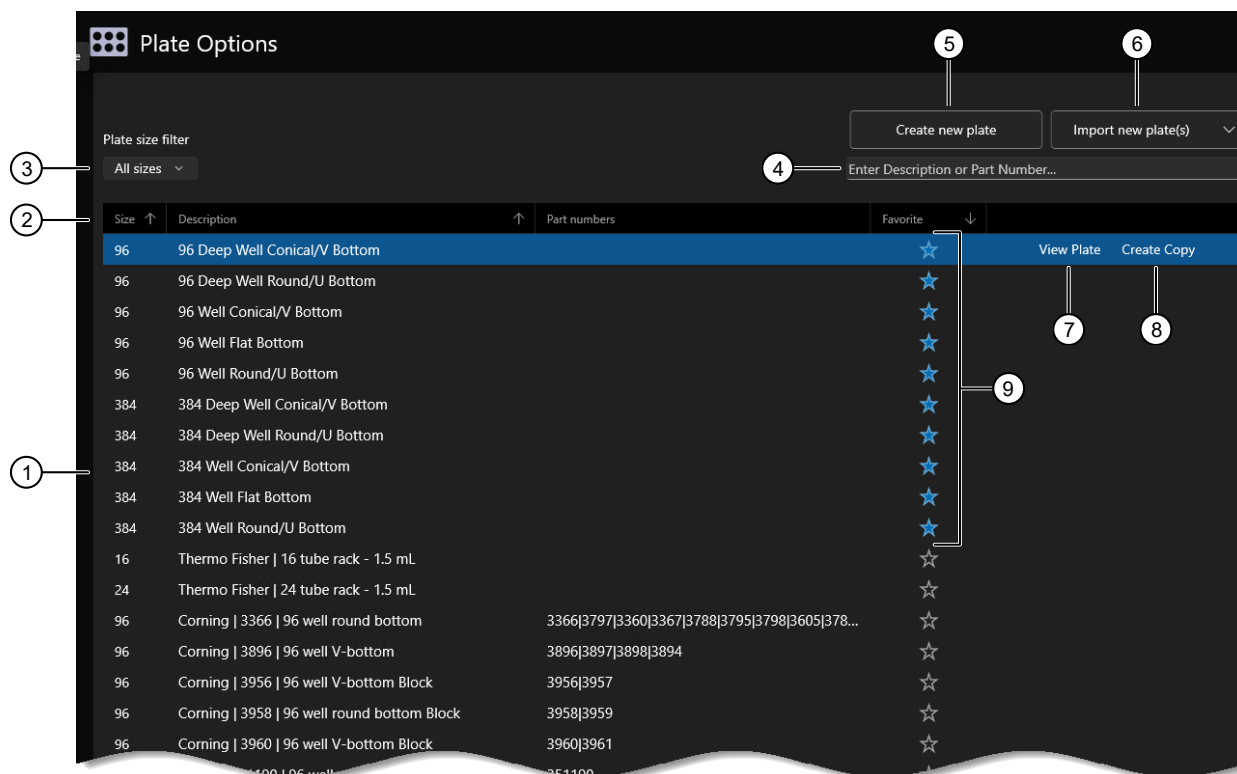 Plate Options
e
5
6
Create new plate
Import new plate(s)
Plate size filter
3
All sizes
4
Enter Description or Part Number...
2
Size Description Part numbers Favorite
96 96 Deep Well Conical/V Bottom View Plate Create Copy
96 96 Deep Well Round/U Bottom
96 96 Well Conical/V Bottom
7
8
96 96 Well Flat Bottom
96 96 Well Round/U Bottom
9
384 384 Deep Well Conical/V Bottom
384 384 Deep Well Round/U Bottom
1
384 384 Well Conical/V Bottom
384 384 Well Flat Bottom
384 384 Well Round/U Bottom
16 Thermo Fisher | 16 tube rack - 1.5 mL
24 Thermo Fisher | 24 tube rack - 1.5 mL
96 Corning | 3366 | 96 well round bottom 3366|3797|3360|3367|3788|3795|3798|3605|378...
96 Corning | 3896 | 96 well V-bottom 3896|3897|3898|3894
96 Corning | 3956 | 96 well V-bottom Block 3956|3957
96 Corning | 3958 | 96 well round bottom Block 3958|3959
96 Corning | 3960 | 96 well V-bottom Block 3960|3961